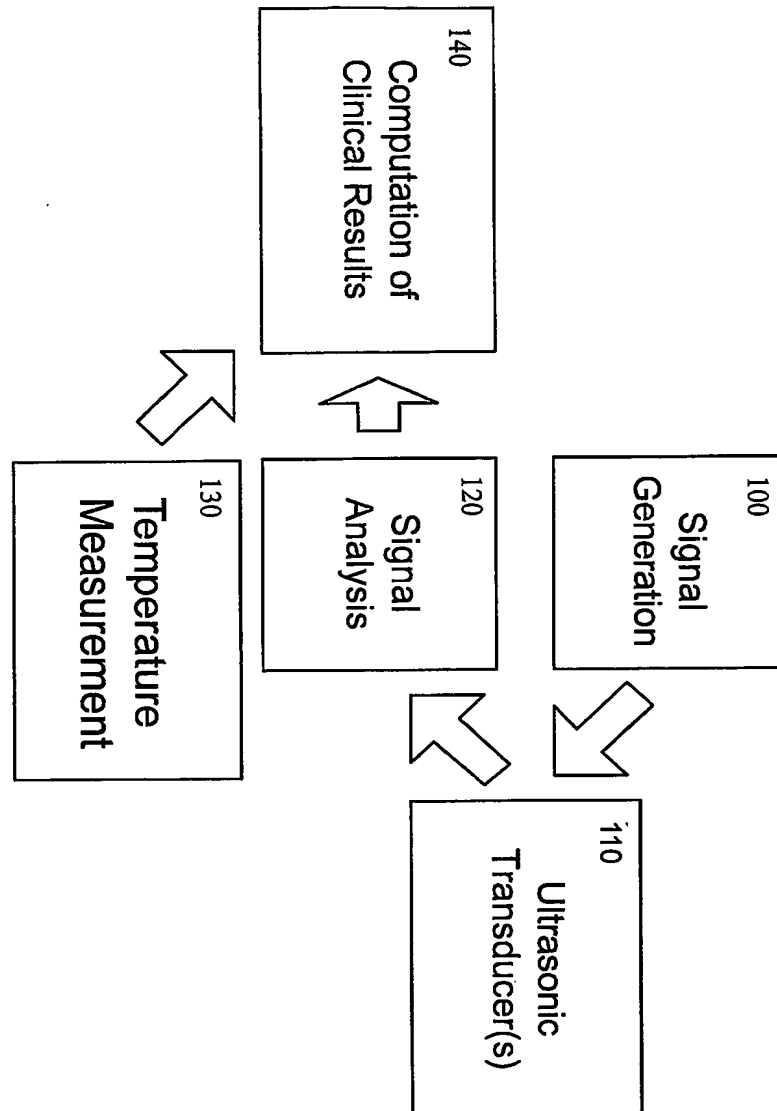 100
Signal
Generation
110
Ultrasonic
Transducer(s)
120
Signal
Analysis
130
Temperature
Measurement
140
Computation of
Clinical Results